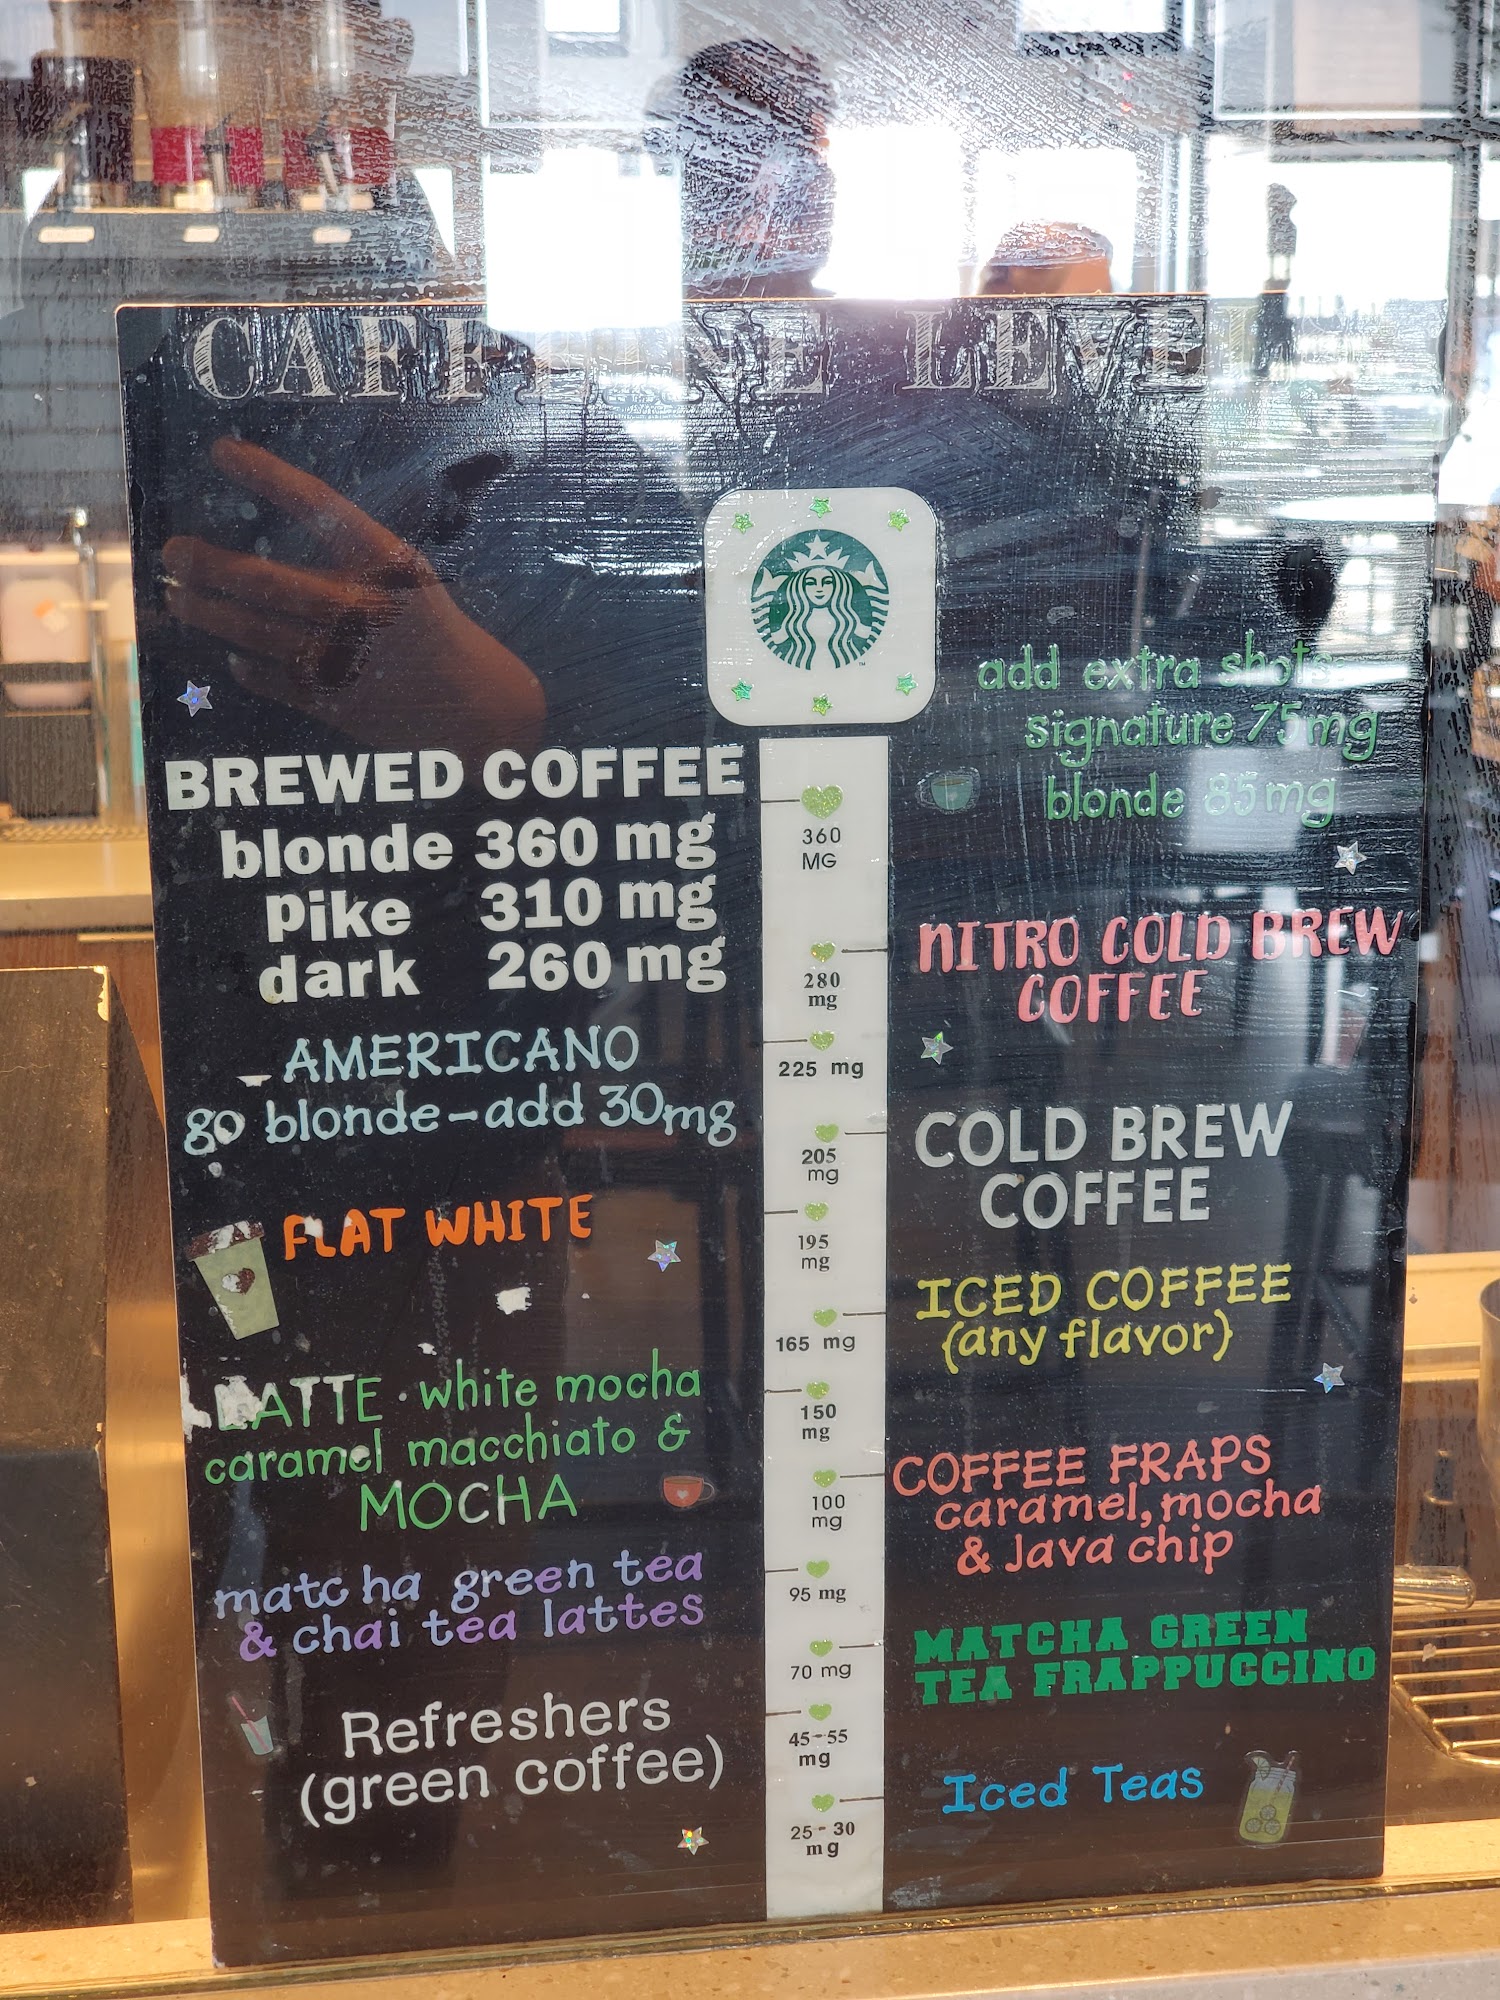 CAFFEINE LEVEL
add extra shots
signature 75mg
blonde 85mg
BREWED COFFEE
blonde 360 mg
pike 310 mg
dark 260 mg
360
MG
NITRO COLD BREW
COFFEE
280
mg
AMERICANO
go blonde-add 30mg
225 mg
COLD BREW
COFFEE
205
mg
FLAT WHITE
195
mg
ICED COFFEE
(any flavor)
165 mg
LATTE · white mocha
caramel macchiato &
MOCHA
150
mg
COFFEE FRAPS
caramel, mocha
& Java chip
100
mg
matcha green tea
& chai tea lattes
95 mg
MATCHA GREEN
TEA FRAPPUCCINO
70 mg
Refreshers
(green coffee)
45-55
mg
Iced Teas
25-30
mg